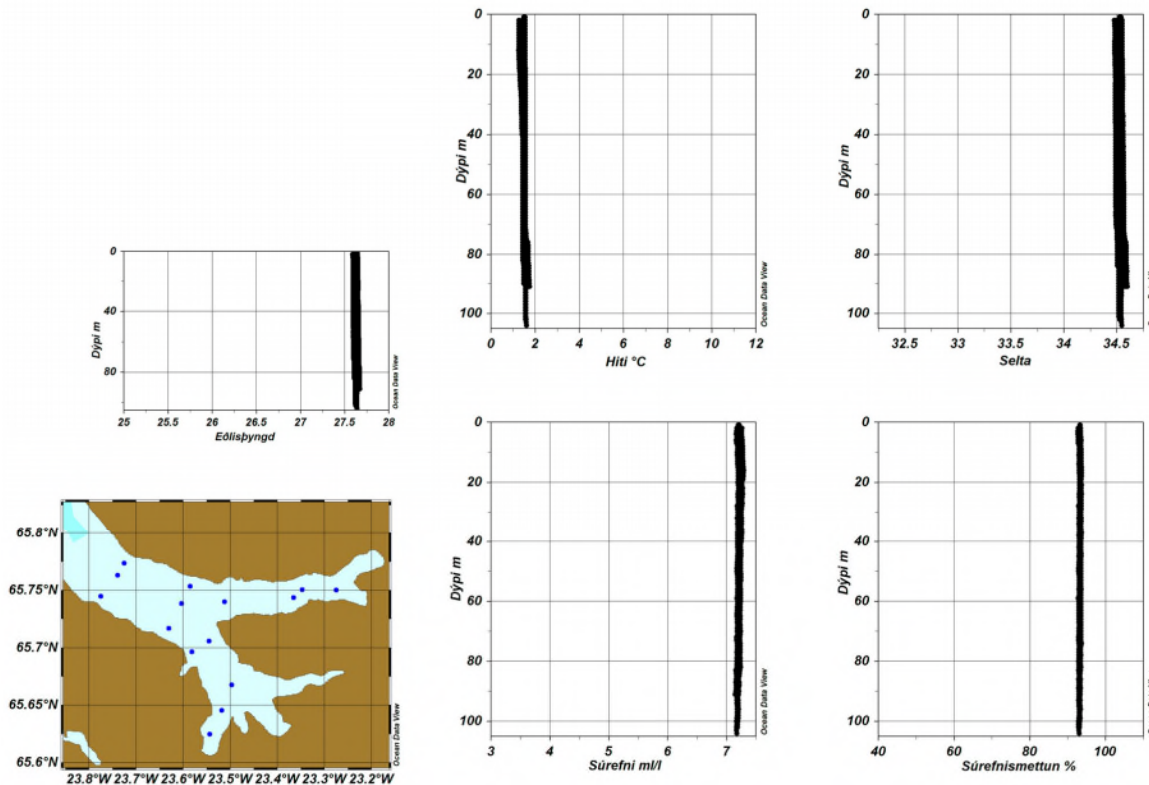 0
20
40
60
80
100
Dýpi m
0 2 4 6 8 10 12
Hiti °C
Ocean Data View
0
20
40
60
80
100
Dýpi m
32.5 33 33.5 34 34.5
Selta
0
40
80
Dýpi m
25 25.5 26 26.5 27 27.5 28
Eðlisþyngd
Ocean Data View
65.8°N
65.75°N
65.7°N
65.65°N
65.6°N
23.8°W 23.7°W 23.6°W 23.5°W 23.4°W 23.3°W 23.2°W
Ocean Data View
0
20
40
60
80
100
Dýpi m
3 4 5 6 7
Súrefni ml/l
Ocean Data View
0
20
40
60
80
100
Dýpi m
40 60 80 100
Súrefnismettun %